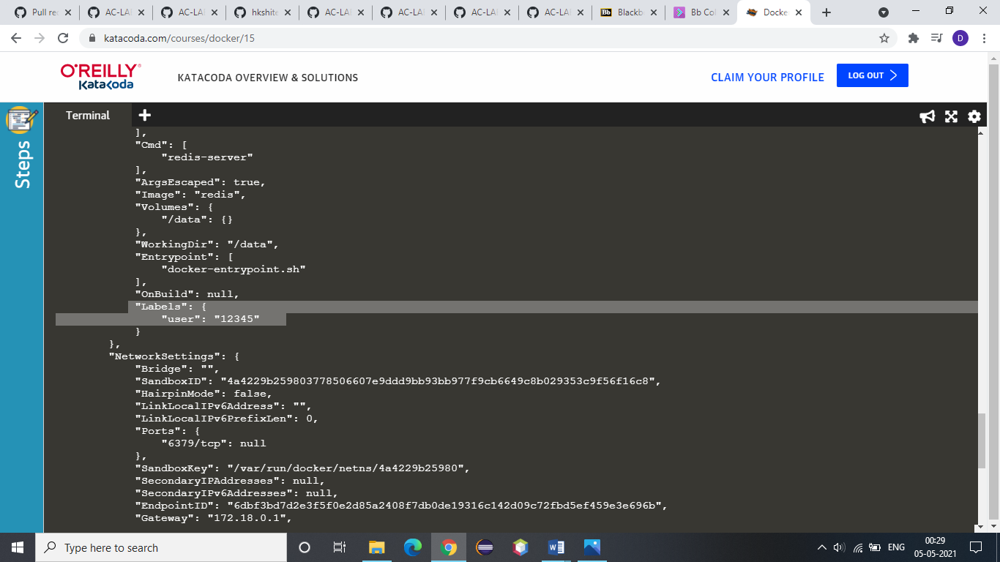 Pull re
AC-LA
AC-LA
hkshite
AC-LA
AC-LA
AC-LA
AC-LA
Bb
Blackb
Bb Co
Docke
katacoda.com/courses/docker/15
D
O'REILLY
Katacoda
KATACODA OVERVIEW & SOLUTIONS
CLAIM YOUR PROFILE
LOG OUT
Steps
Terminal
],
"Cmd": [
"redis-server"
],
"ArgsEscaped": true,
"Image": "redis",
"Volumes": {
"/data": {}
},
"WorkingDir": "/data",
"Entrypoint": [
"docker-entrypoint.sh"
],
"OnBuild": null,
"Labels": {
"user": "12345"
}
},
"NetworkSettings": {
"Bridge": "",
"SandboxID": "4a4229b259803778506607e9ddd9bb93bb977f9cb6649c8b029353c9f56f16c8",
"HairpinMode": false,
"LinkLocalIPv6Address": "",
"LinkLocalIPv6PrefixLen": 0,
"Ports": {
"6379/tcp": null
},
"SandboxKey": "/var/run/docker/netns/4a4229b25980",
"SecondaryIPAddresses": null,
"SecondaryIPv6Addresses": null,
"EndpointID": "6dbf3bd7d2e3f5f0e2d85a2408f7db0de19316c142d09c72fbd5ef459e3e696b",
"Gateway": "172.18.0.1",
Type here to search
W
ENG
00:29
05-05-2021